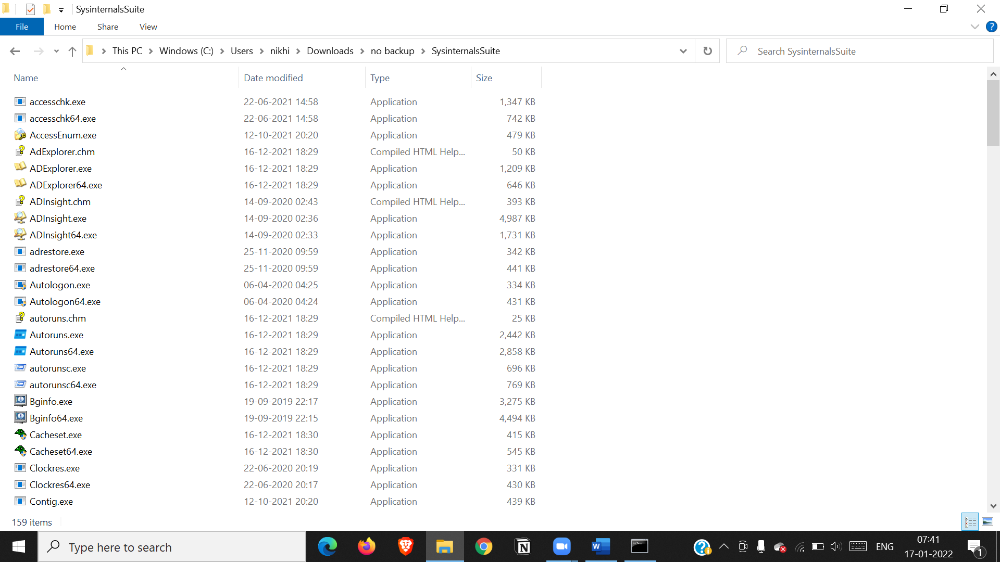 SysinternalsSuite
File Home Share View
This PC Windows (C:) Users nikhi Downloads no backup SysinternalsSuite Search SysinternalsSuite
Name Date modified Type Size
accesschk.exe 22-06-2021 14:58 Application 1,347 KB
accesschk64.exe 22-06-2021 14:58 Application 742 KB
AccessEnum.exe 12-10-2021 20:20 Application 479 KB
AdExplorer.chm 16-12-2021 18:29 Compiled HTML Help... 50 KB
ADExplorer.exe 16-12-2021 18:29 Application 1,209 KB
ADExplorer64.exe 16-12-2021 18:29 Application 646 KB
ADInsight.chm 14-09-2020 02:43 Compiled HTML Help... 393 KB
ADInsight.exe 14-09-2020 02:36 Application 4,987 KB
ADInsight64.exe 14-09-2020 02:33 Application 1,731 KB
adrestore.exe 25-11-2020 09:59 Application 342 KB
adrestore64.exe 25-11-2020 09:59 Application 441 KB
Autologon.exe 06-04-2020 04:25 Application 334 KB
Autologon64.exe 06-04-2020 04:24 Application 431 KB
autoruns.chm 16-12-2021 18:29 Compiled HTML Help... 25 KB
Autoruns.exe 16-12-2021 18:29 Application 2,442 KB
Autoruns64.exe 16-12-2021 18:29 Application 2,858 KB
autorunsc.exe 16-12-2021 18:29 Application 696 KB
autorunsc64.exe 16-12-2021 18:29 Application 769 KB
Bginfo.exe 19-09-2019 22:17 Application 3,275 KB
Bginfo64.exe 19-09-2019 22:15 Application 4,494 KB
Cacheset.exe 16-12-2021 18:30 Application 415 KB
Cacheset64.exe 16-12-2021 18:30 Application 545 KB
Clockres.exe 22-06-2020 20:19 Application 331 KB
Clockres64.exe 22-06-2020 20:17 Application 430 KB
Contig.exe 12-10-2021 20:20 Application 439 KB
159 items
Type here to search ENG 07:41
17-01-2022 1